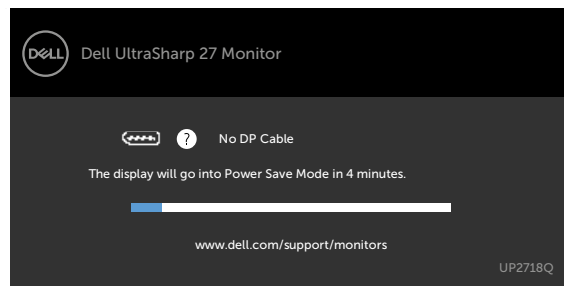 DELL
Dell UltraSharp 27 Monitor
? No DP Cable
The display will go into Power Save Mode in 4 minutes.
www.dell.com/support/monitors
UP2718Q